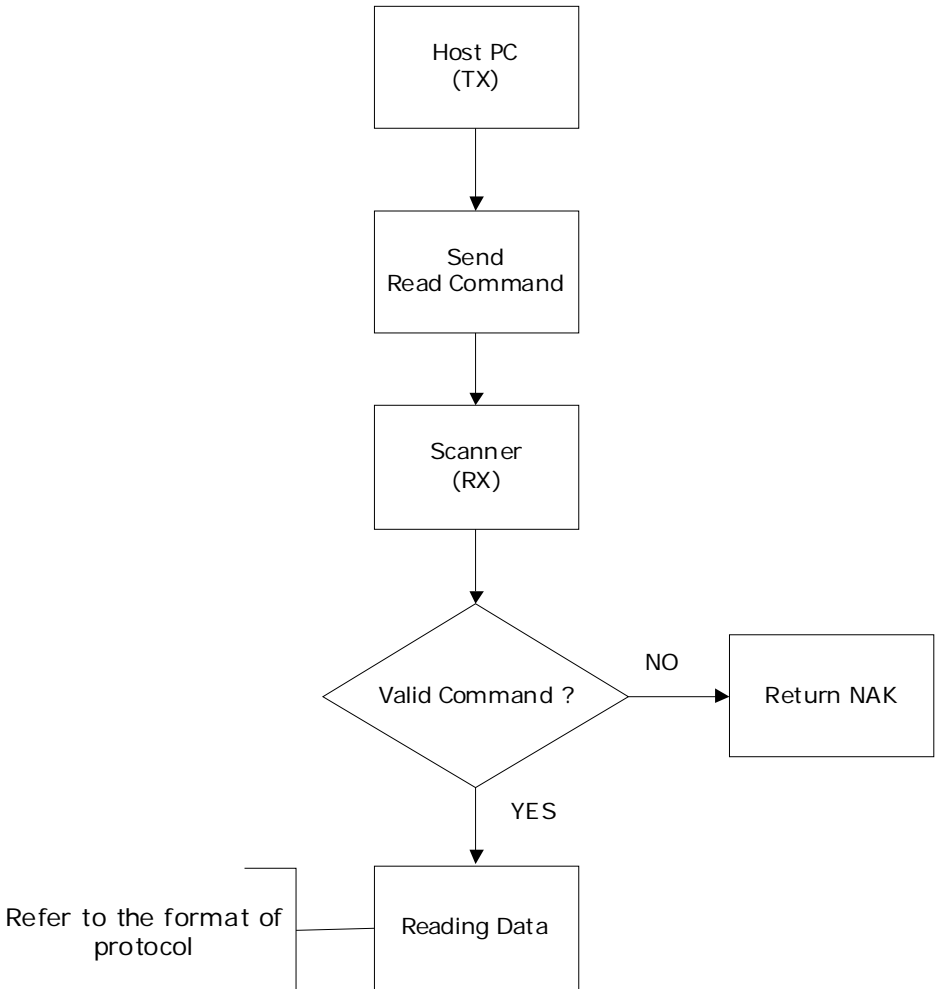 Host PC
(TX)
Send
Read Command
Scanner
(RX)
Valid Command ?
NO
Return NAK
YES
Refer to the format of
protocol
Reading Data